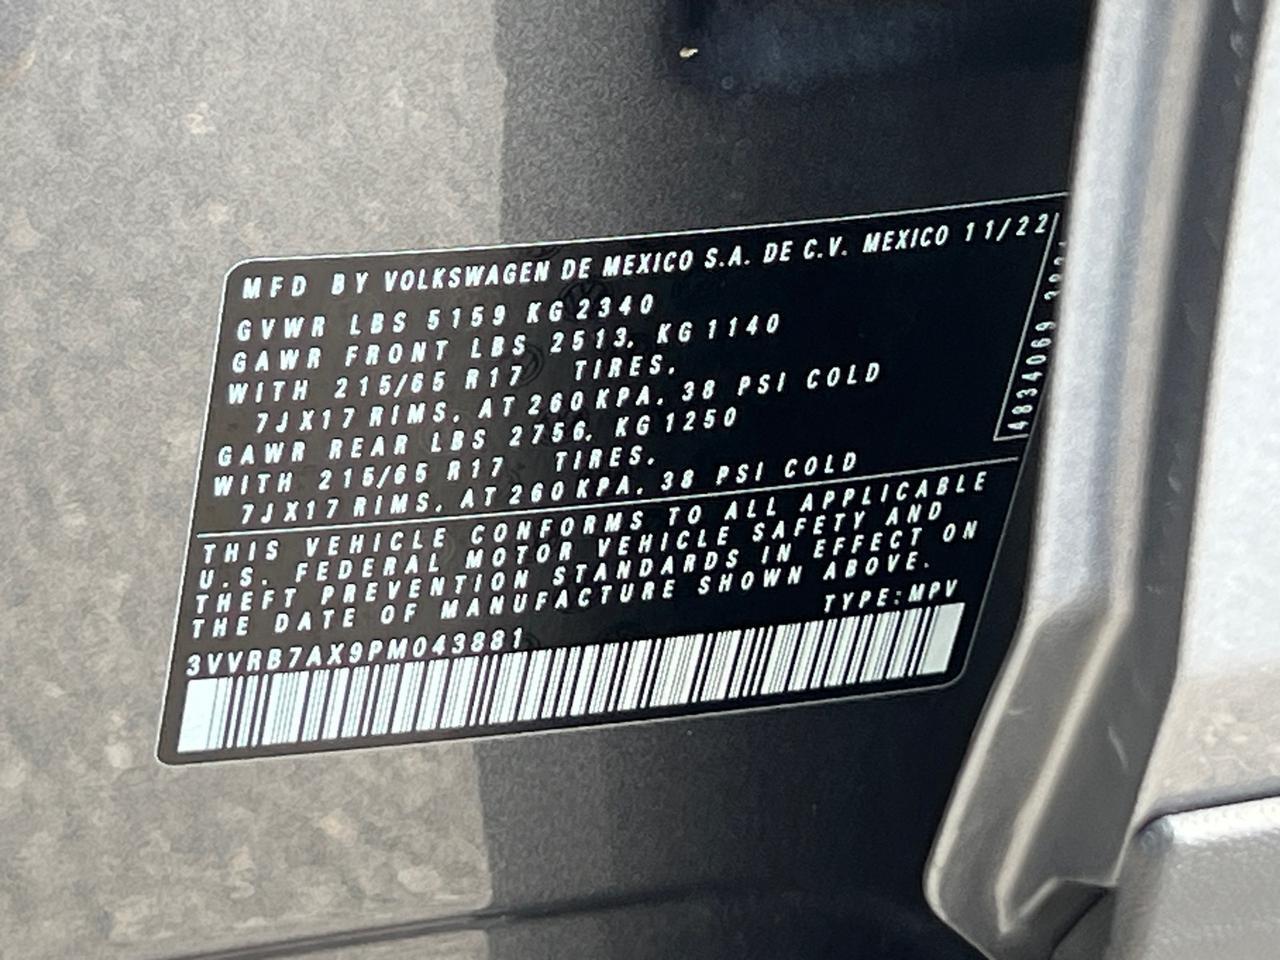 MFD BY VOLKSWAGEN DE MEXICO S.A. DE C.V. MEXICO 11/22
GVWR LBS 5159 KG 2340
GAWR FRONT LBS 2513, KG 1140
WITH 215/65 R17 TIRES,
7JX17 RIMS, AT 260 KPA, 38 PSI COLD
GAWR REAR LBS 2756, KG 1250
WITH 215/65 R17 TIRES,
7JX17 RIMS, AT 260 KPA, 38 PSI COLD
THIS VEHICLE CONFORMS TO ALL APPLICABLE
U.S. FEDERAL MOTOR VEHICLE SAFETY AND
THEFT PREVENTION STANDARDS IN EFFECT ON
THE DATE OF MANUFACTURE SHOWN ABOVE.
TYPE:MPV
3VVRB7AX9PM043881
4834069